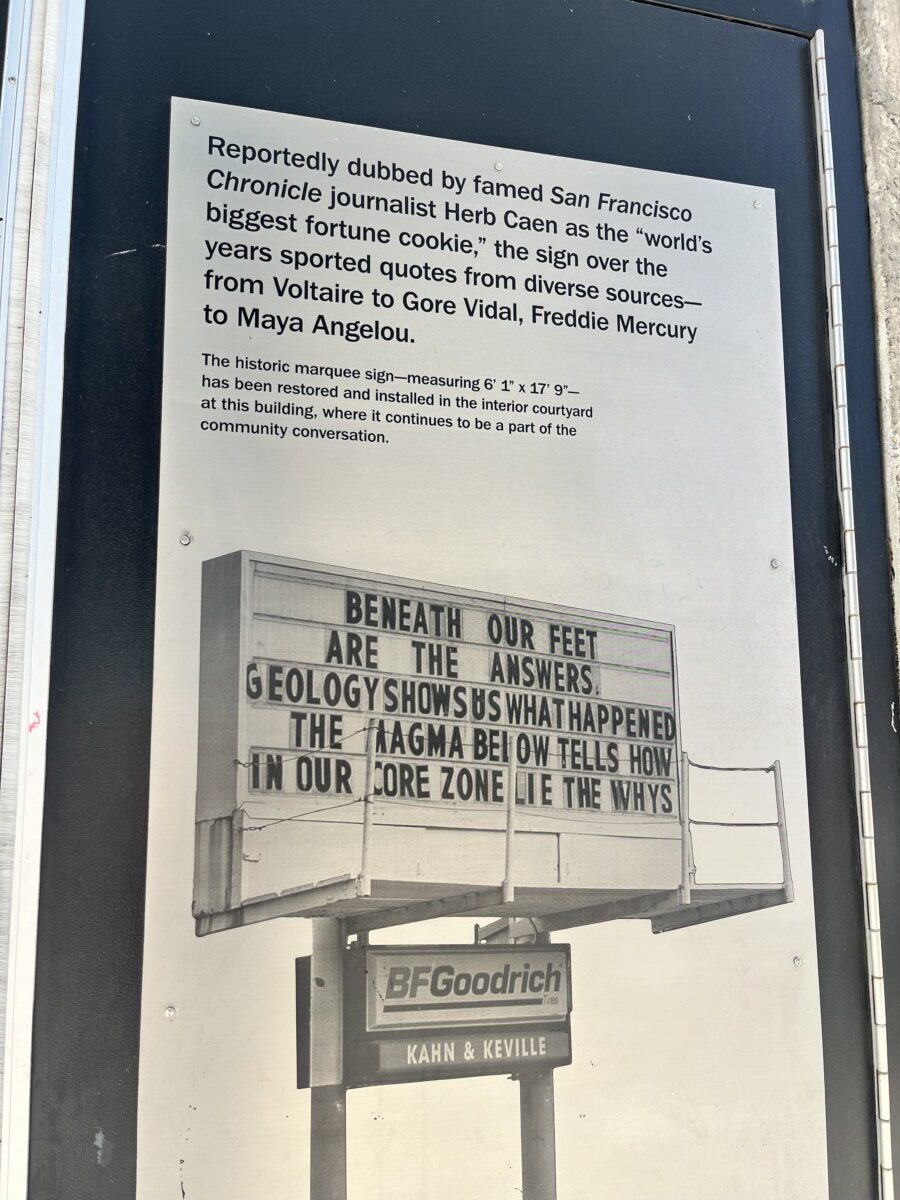 Reportedly dubbed by famed San Francisco
Chronicle journalist Herb Caen as the “world’s
biggest fortune cookie,” the sign over the
years sported quotes from diverse sources—
from Voltaire to Gore Vidal, Freddie Mercury
to Maya Angelou.
The historic marquee sign—measuring 6’ 1” x 17’ 9”—
has been restored and installed in the interior courtyard
at this building, where it continues to be a part of the
community conversation.
BENEATH OUR FEET
ARE THE ANSWERS.
GEOLOGY SHOWS US WHAT HAPPENED
THE MAGMA BELOW TELLS HOW
IN OUR CORE ZONE LIE THE WHYS
BFGoodrich
Tires
KAHN & KEVILLE